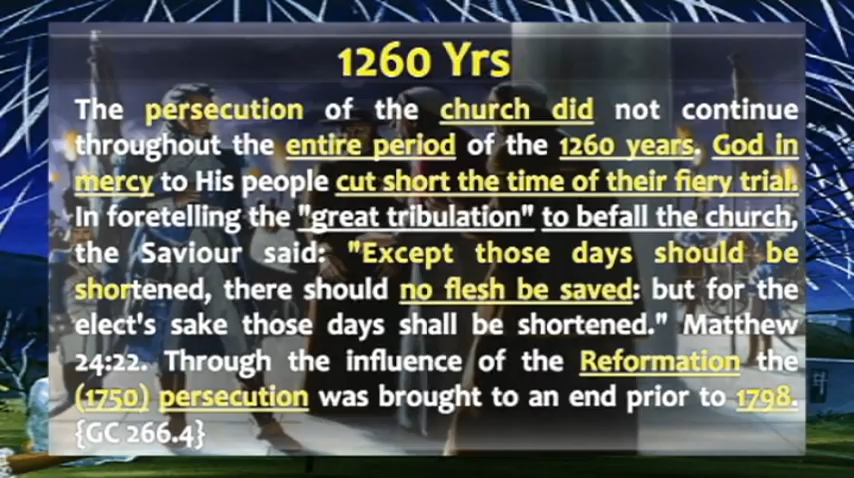 1260 Yrs
The persecution of the church did not continue
throughout the entire period of the 1260 years. God in
mercy to His people cut short the time of their fiery trial.
In foretelling the "great tribulation" to befall the church,
the Saviour said: "Except those days should be
shortened, there should no flesh be saved: but for the
elect's sake those days shall be shortened." Matthew
24:22. Through the influence of the Reformation the
(1750) persecution was brought to an end prior to 1798.
{GC 266.4}